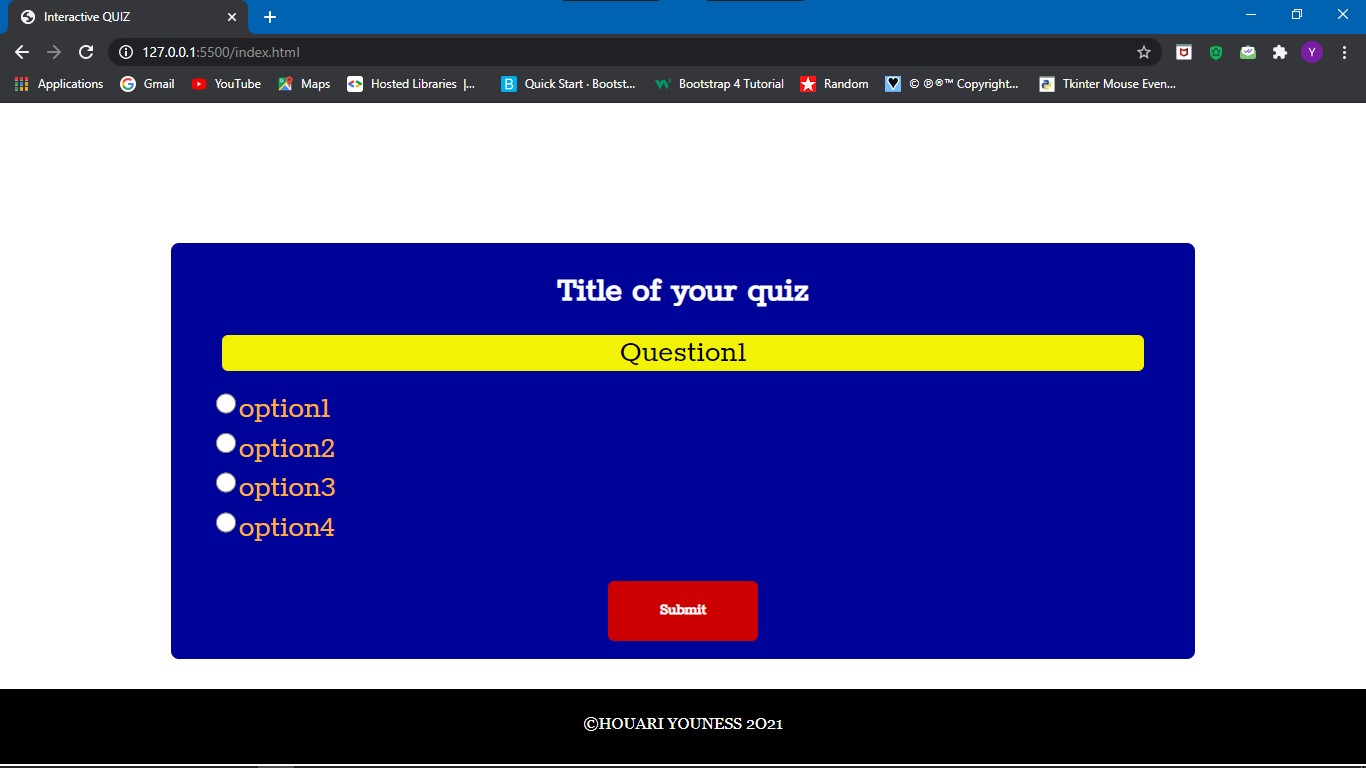 Interactive QUIZ
127.0.0.1:5500/index.html
Y
Applications Gmail YouTube Maps Hosted Libraries |... Quick Start · Bootst... Bootstrap 4 Tutorial Random © ℗®™ Copyright... Tkinter Mouse Even...
Title of your quiz
Question1
option1
option2
option3
option4
Submit
©HOUARI YOUNESS 2021